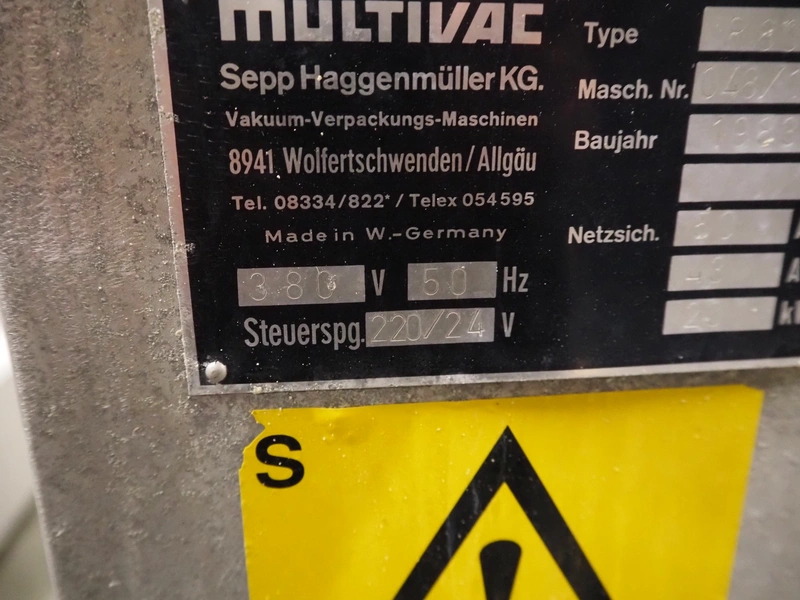 MULTIVAC
Sepp Haggenmüller KG.
Vakuum-Verpackungs-Maschinen
8941 Wolfertschwenden/Allgäu
Tel. 08334/822* / Telex 054595
Made in W.-Germany
380 V 50 Hz
Steuerspg. 220/24 V
Type
Masch. Nr.
Baujahr 1983
Netzsich.
S